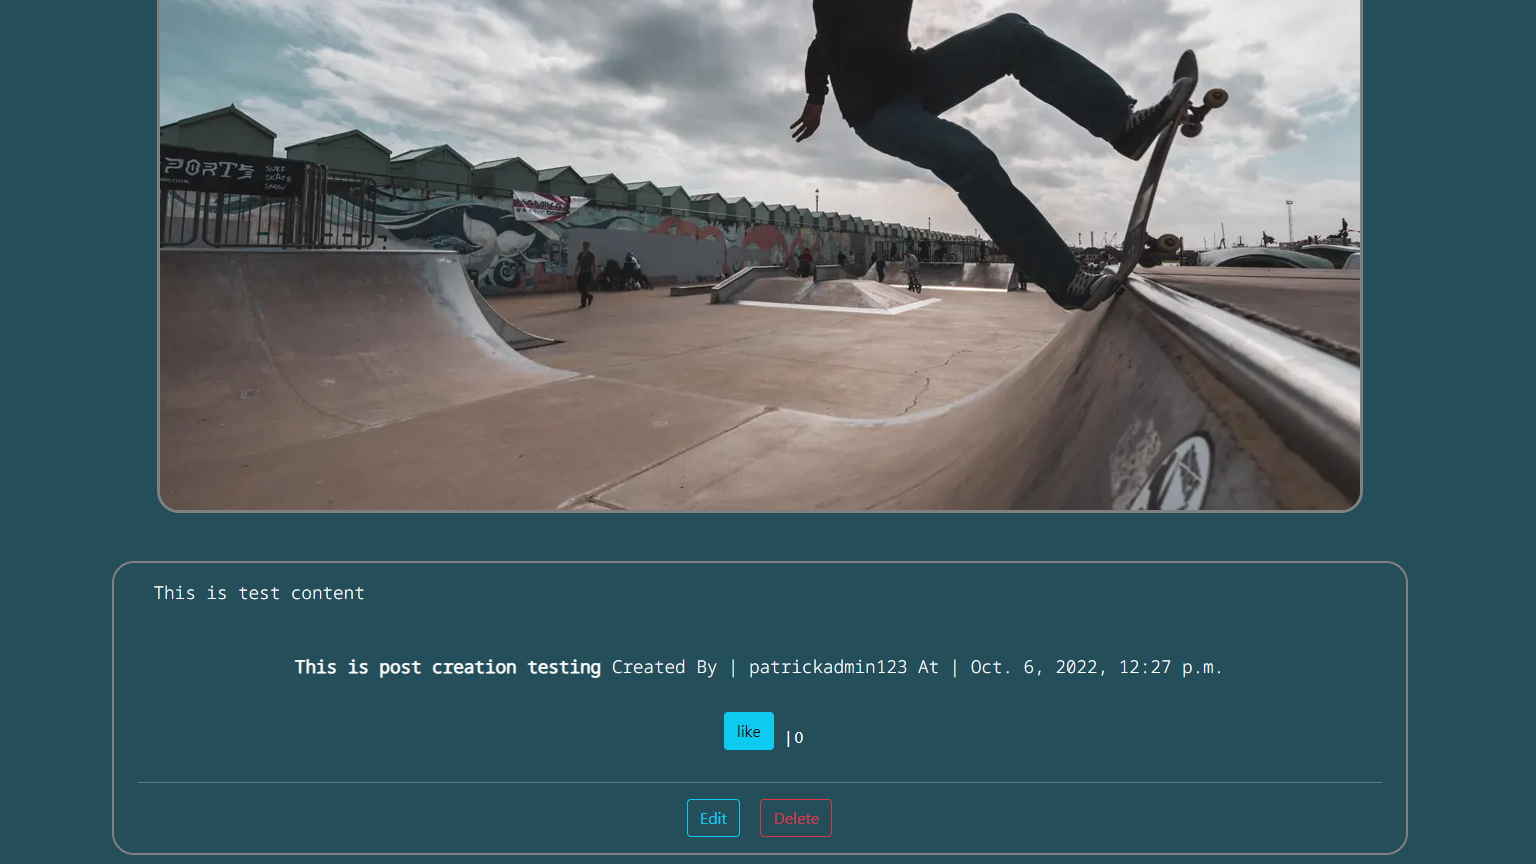 PORTS
SURF
SKATE
SNOW
This is test content
This is post creation testing Created By | patrickadmin123 At | Oct. 6, 2022, 12:27 p.m.
like |0
Edit Delete